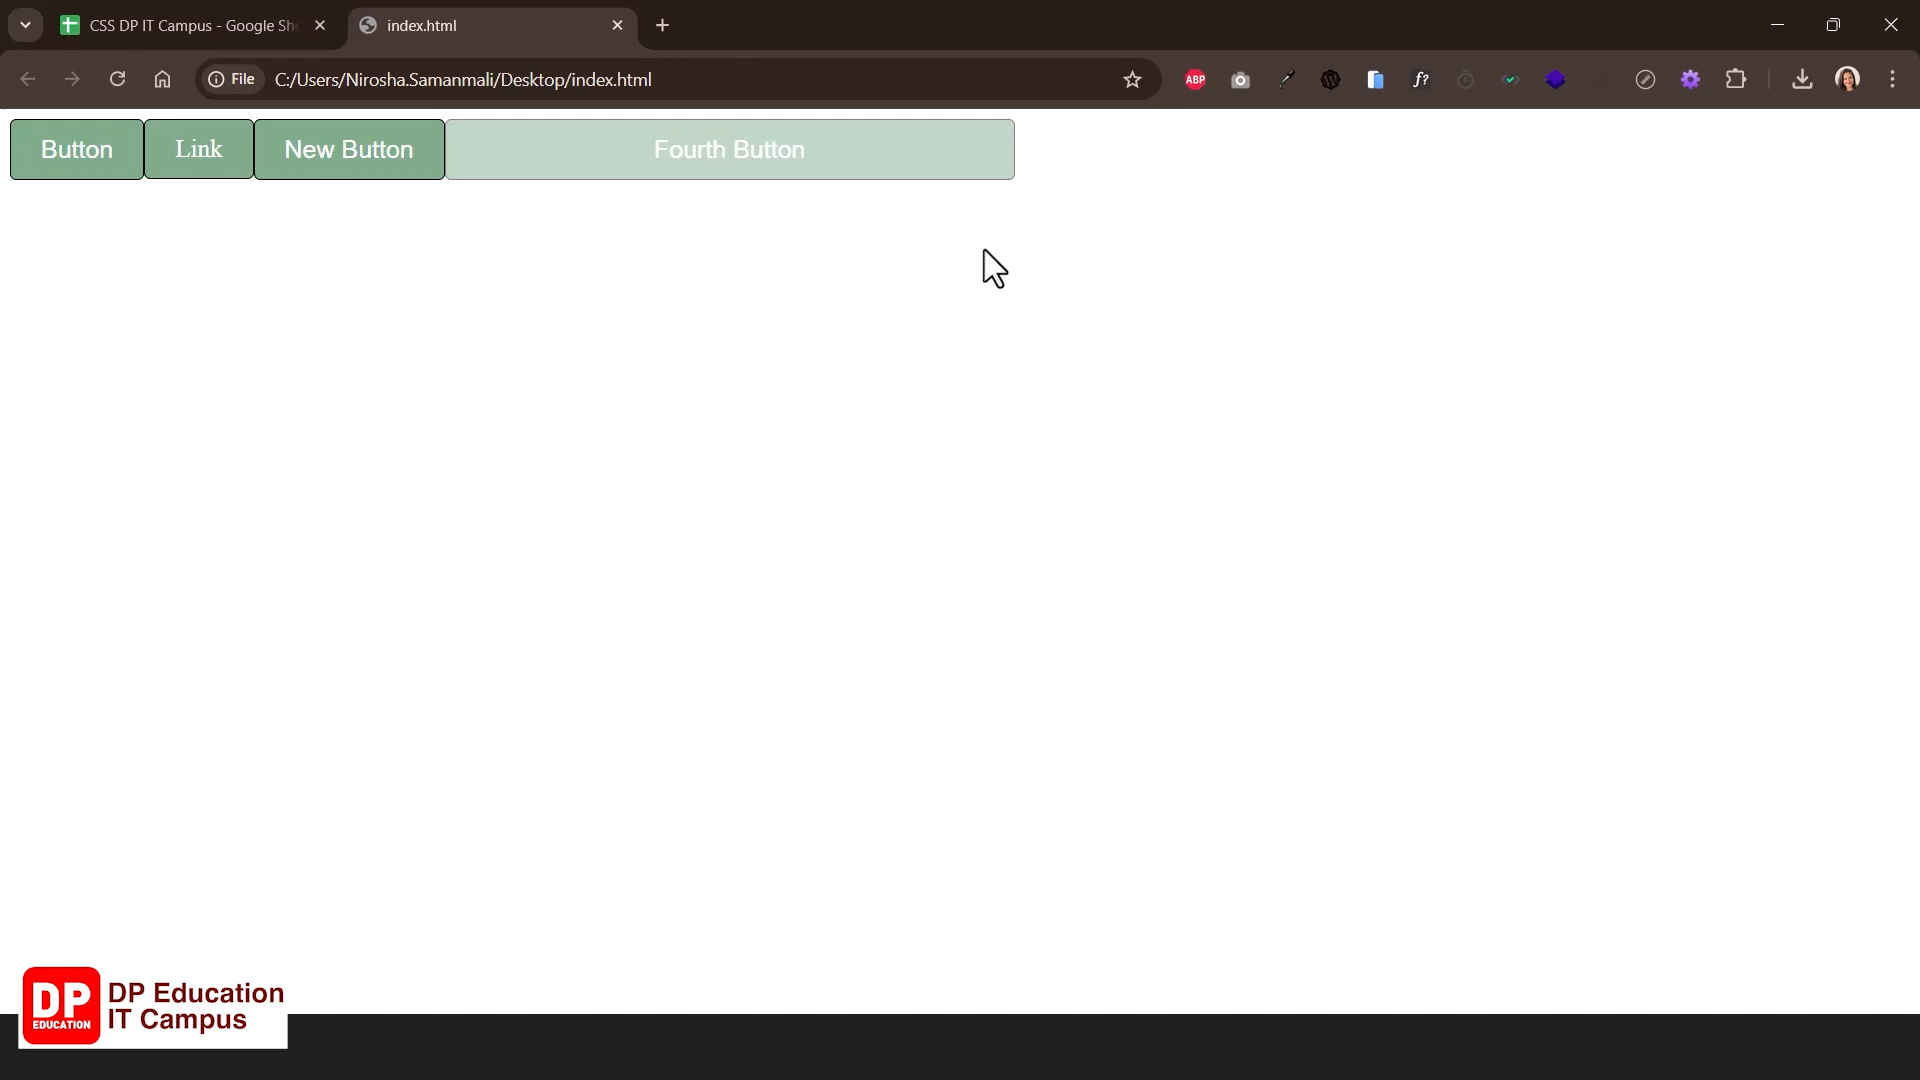 CSS DP IT Campus - Google She
index.html
File
C:/Users/Nirosha.Samanmali/Desktop/index.html
ABP
f?
Button
Link
New Button
Fourth Button
DP
EDUCATION
DP Education
IT Campus